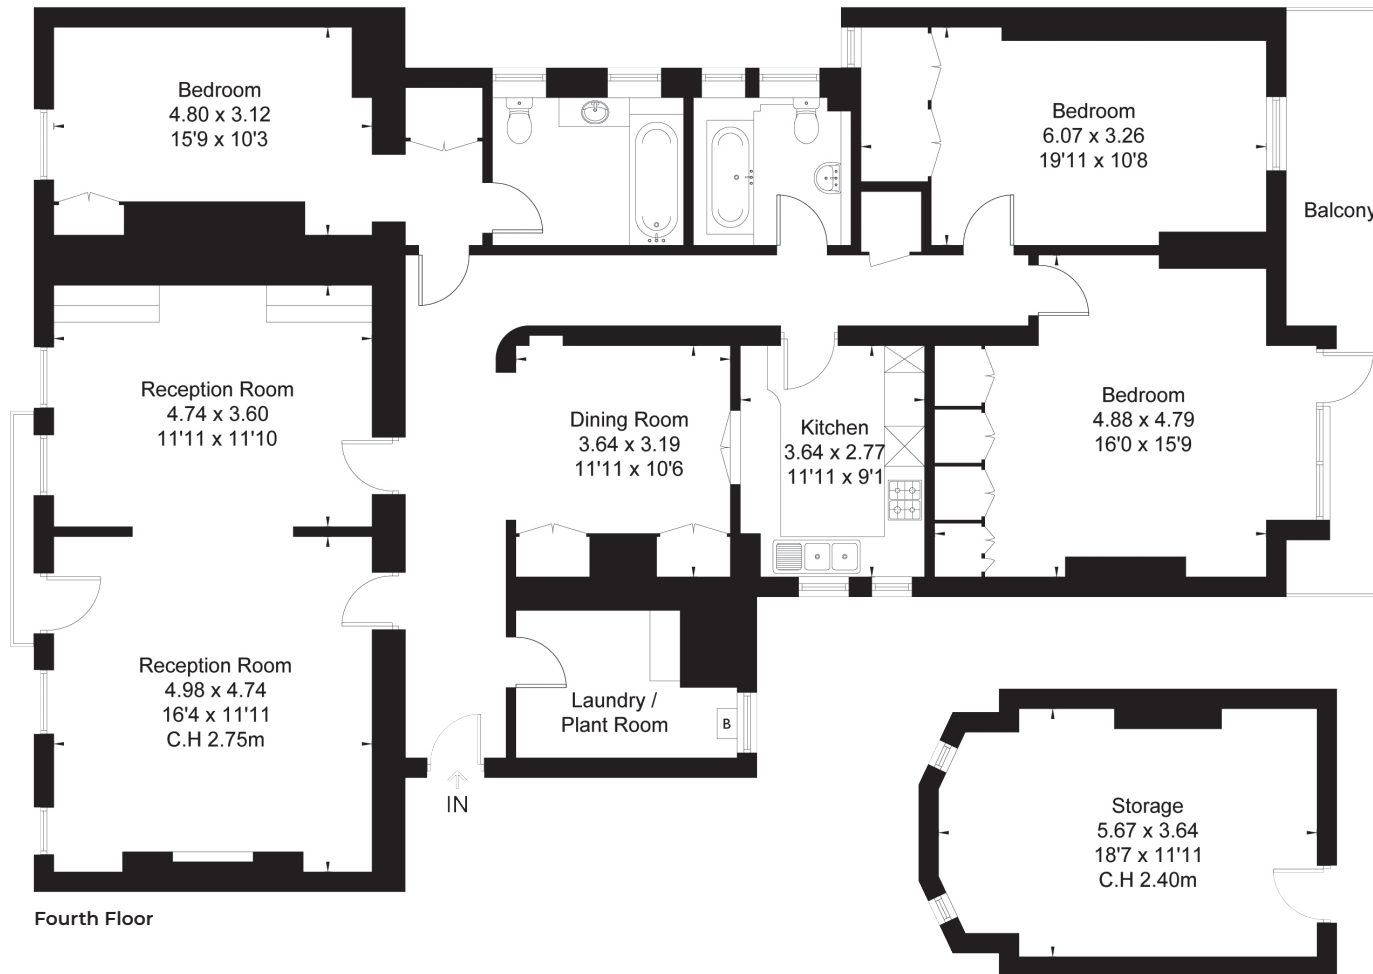 Bedroom
4.80 x 3.12
15'9 x 10'3
Bedroom
6.07 x 3.26
19'11 x 10'8
Balcony
Reception Room
4.74 x 3.60
11'11 x 11'10
Dining Room
3.64 x 3.19
11'11 x 10'6
Kitchen
3.64 x 2.77
11'11 x 9'1
Bedroom
4.88 x 4.79
16'0 x 15'9
Reception Room
4.98 x 4.74
16'4 x 11'11
C.H 2.75m
Laundry /
Plant Room
B
IN
Storage
5.67 x 3.64
18'7 x 11'11
C.H 2.40m
Fourth Floor